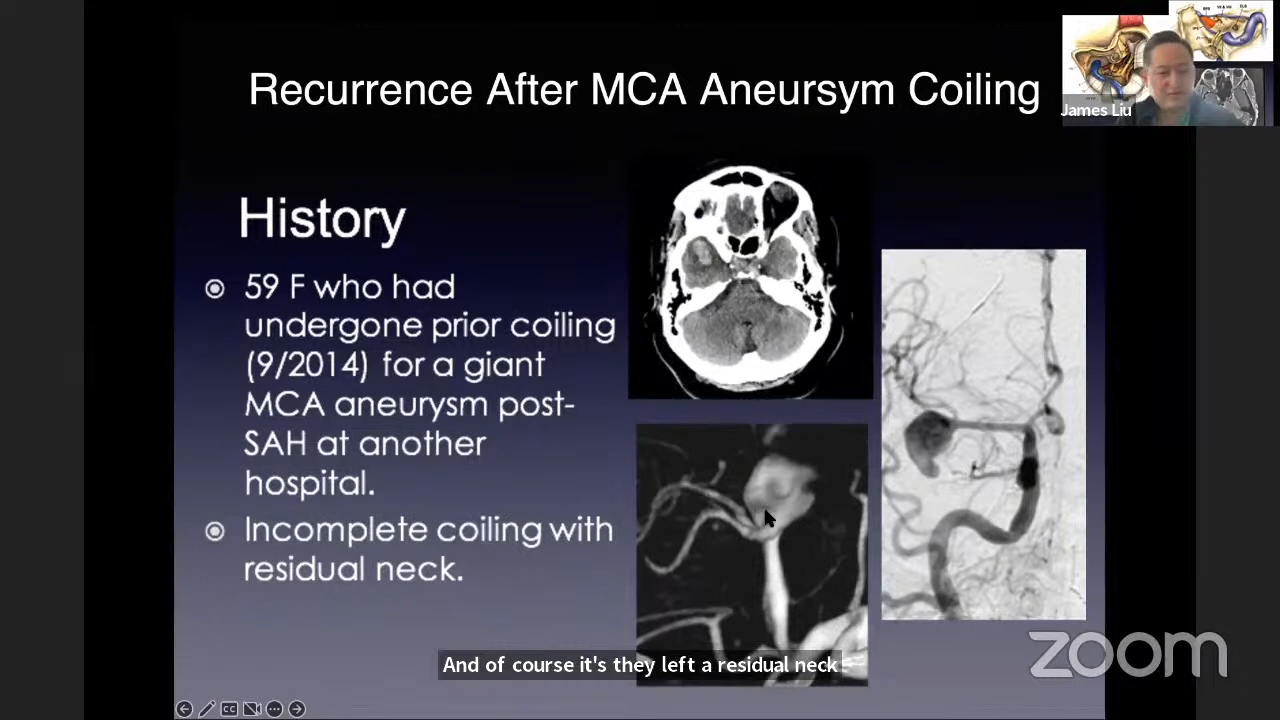 Recurrence After MCA Aneursym Coiling
James Liu
History
59 F who had
undergone prior coiling
(9/2014) for a giant
MCA aneurysm post-
SAH at another
hospital.
Incomplete coiling with
residual neck.
And of course it's they left a residual neck
zoom
CC